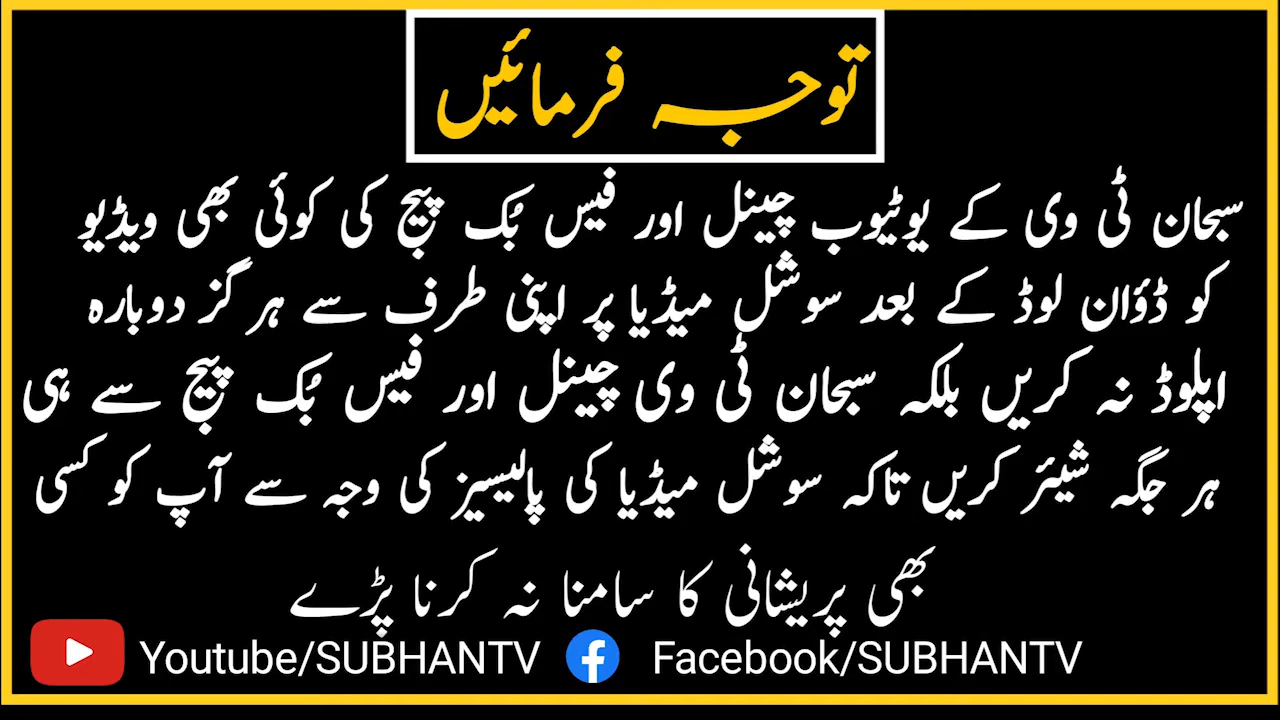 توجہ فرمائیں
سبحان ٹی وی کے یوٹیوب چینل اور فیس بُک پیج کی کوئی بھی ویڈیو
کو ڈؤان لوڈ کے بعد سوشل میڈیا پر اپنی طرف سے ہرگز دوبارہ
اپلوڈ نہ کریں بلکہ سبحان ٹی وی چینل اور فیس بُک پیج سے ہی
ہر جگہ شیئر کریں تاکہ سوشل میڈیا کی پالیسیز کی وجہ سے آپ کو کسی
بھی پریشانی کا سامنا نہ کرنا پڑے
Youtube/SUBHANTV Facebook/SUBHANTV